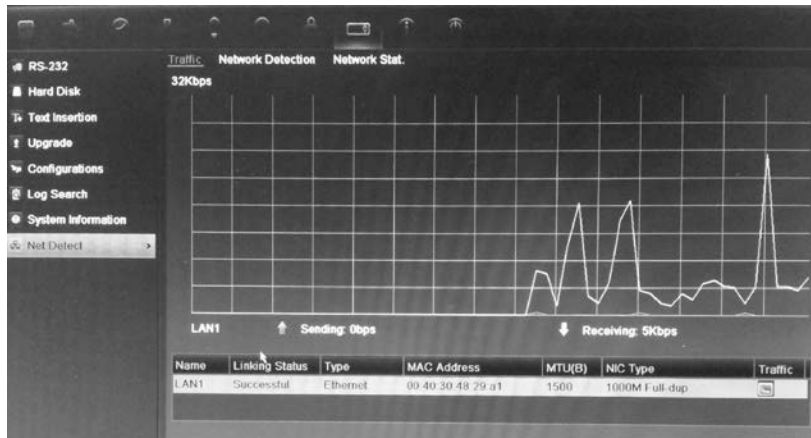 Traffic Network Detection Network Stat.
32Kbps
RS-232
Hard Disk
Text Insertion
Upgrade
Configurations
Log Search
System Information
Net Detect >
LAN1 Sending: 0bps Receiving: 5Kbps
Name Linking Status Type MAC Address MTU(B) NIC Type Traffic
LAN1 Successful Ethernet 00:40:30:48:29:a1 1500 1000M Full-dup